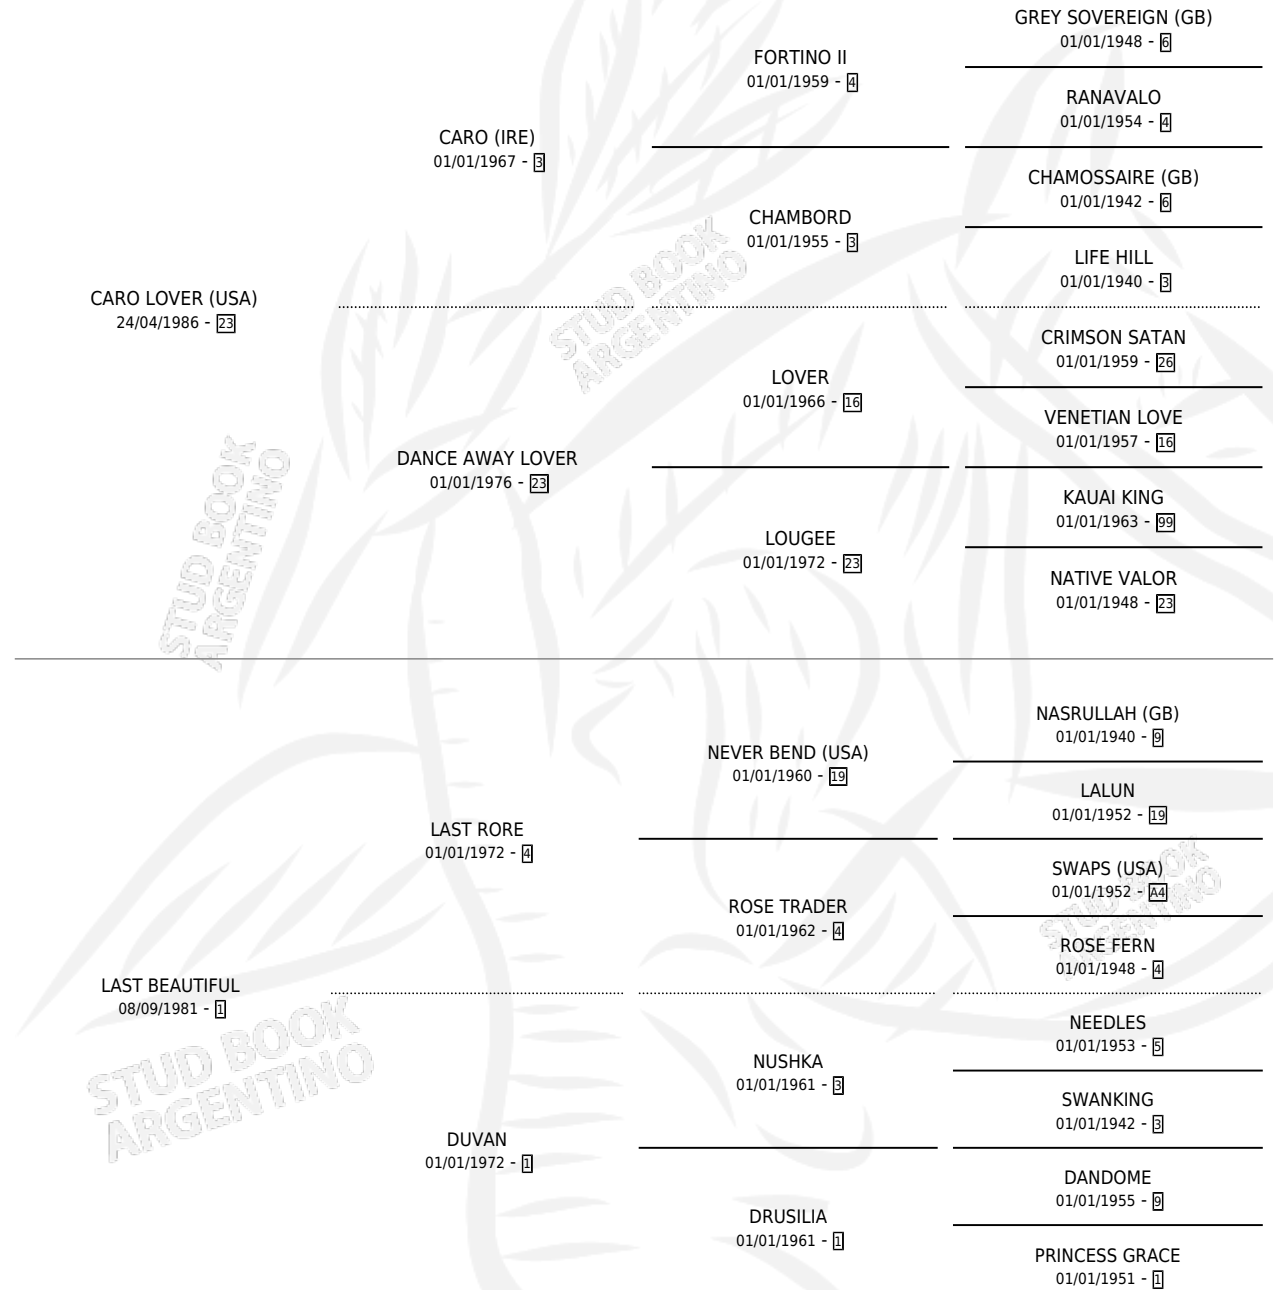 GREY SOVEREIGN (GB)
01/01/1948 - 6
FORTINO II
01/01/1959 - 4
RANAVALO
01/01/1954 - 4
CARO (IRE)
01/01/1967 - 3
CHAMOSSAIRE (GB)
01/01/1942 - 6
CHAMBORD
01/01/1955 - 3
LIFE HILL
01/01/1940 - 3
CARO LOVER (USA)
24/04/1986 - 23
STUD BOOK
ARGENTINO
CRIMSON SATAN
01/01/1959 - 26
LOVER
01/01/1966 - 16
VENETIAN LOVE
01/01/1957 - 16
DANCE AWAY LOVER
01/01/1976 - 23
KAUAI KING
01/01/1963 - 99
LOUGEE
01/01/1972 - 23
NATIVE VALOR
01/01/1948 - 23
STUD BOOK
ARGENTINO
NASRULLAH (GB)
01/01/1940 - 9
NEVER BEND (USA)
01/01/1960 - 19
LALUN
01/01/1952 - 19
LAST RORE
01/01/1972 - 4
SWAPS (USA)
01/01/1952 - A4
ROSE TRADER
01/01/1962 - 4
STUD BOOK
ARGENTINO
ROSE FERN
01/01/1948 - 4
LAST BEAUTIFUL
08/09/1981 - 1
NEEDLES
01/01/1953 - 5
NUSHKA
01/01/1961 - 3
SWANKING
01/01/1942 - 3
STUD BOOK
ARGENTINO
DUVAN
01/01/1972 - 1
DANDOME
01/01/1955 - 9
DRUSILIA
01/01/1961 - 1
PRINCESS GRACE
01/01/1951 - 1